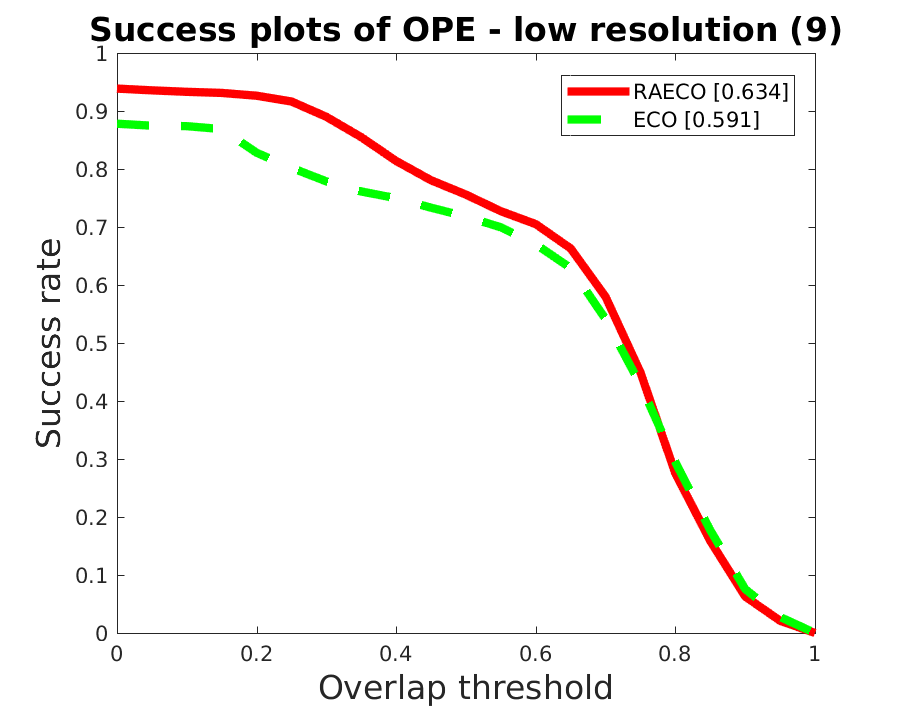 Success plots of OPE - low resolution (9)
1
0.9
0.8
0.7
0.6
0.5
0.4
0.3
0.2
0.1
0
Success rate
RAECO [0.634]
ECO [0.591]
0 0.2 0.4 0.6 0.8 1
Overlap threshold